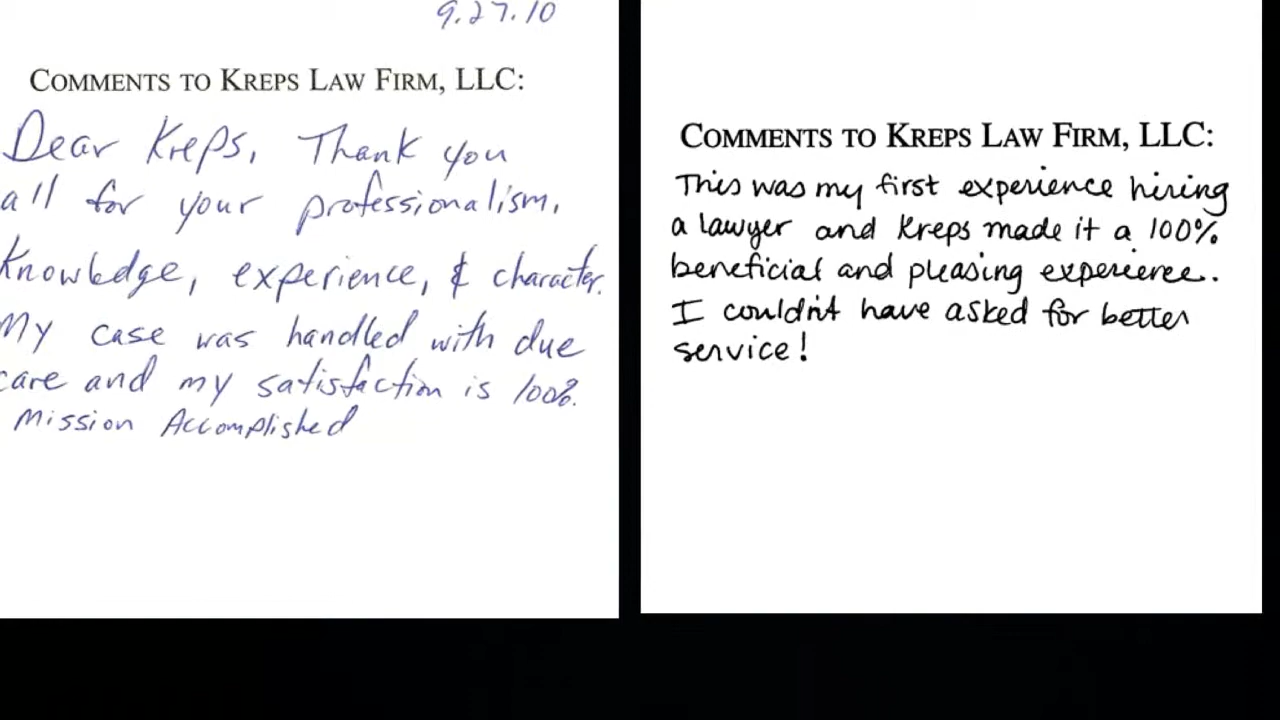 9.27.10
COMMENTS TO KREPS LAW FIRM, LLC:
Dear Kreps, Thank you
all for your professionalism,
Knowledge, experience, & character.
My case was handled with due
care and my satisfaction is 100%.
Mission Accomplished
COMMENTS TO KREPS LAW FIRM, LLC:
This was my first experience hiring
a lawyer and Kreps made it a 100%
beneficial and pleasing experience.
I couldn't have asked for better
service!